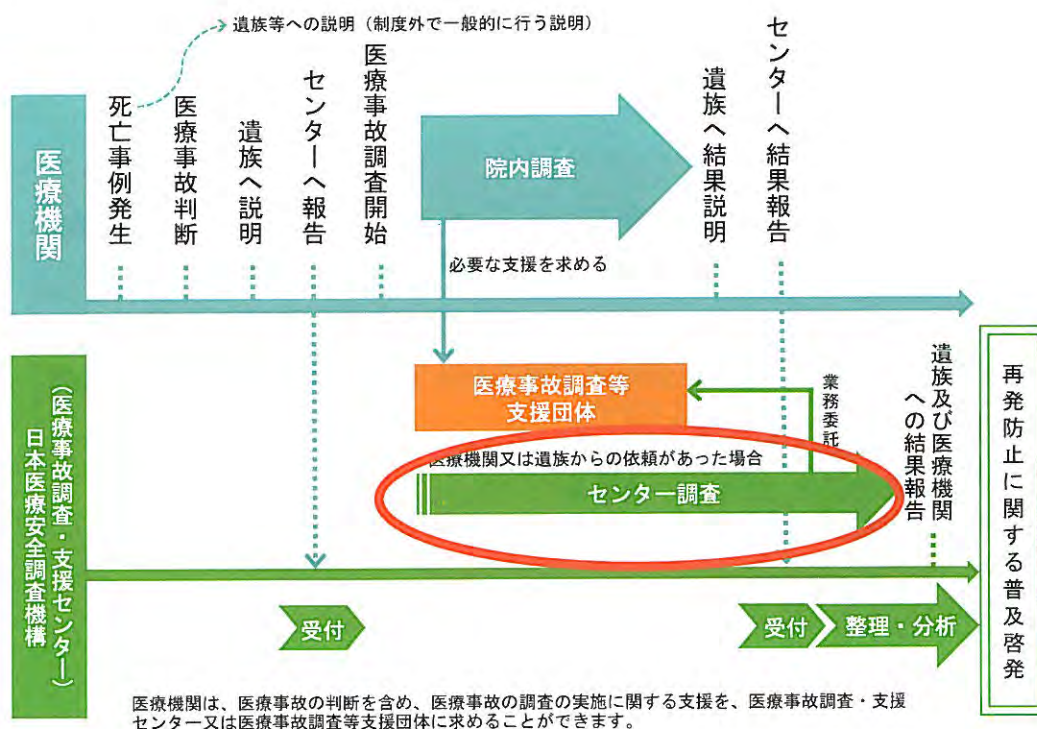 遺族等への説明（制度外で一般的に行う説明）
医療機関
死亡事例発生
医療事故判断
遺族へ説明
センターへ報告
医療事故調査開始
院内調査
遺族へ結果説明
センターへ結果報告
必要な支援を求める
医療事故調査等
支援団体
業務委託
医療機関又は遺族からの依頼があった場合
センター調査
遺族及び医療機関
への結果報告
再発防止に関する普及啓発
（医療事故調査・支援センター）
日本医療安全調査機構
受付
受付
整理・分析
医療機関は、医療事故の判断を含め、医療事故の調査の実施に関する支援を、医療事故調査・支援
センター又は医療事故調査等支援団体に求めることができます。